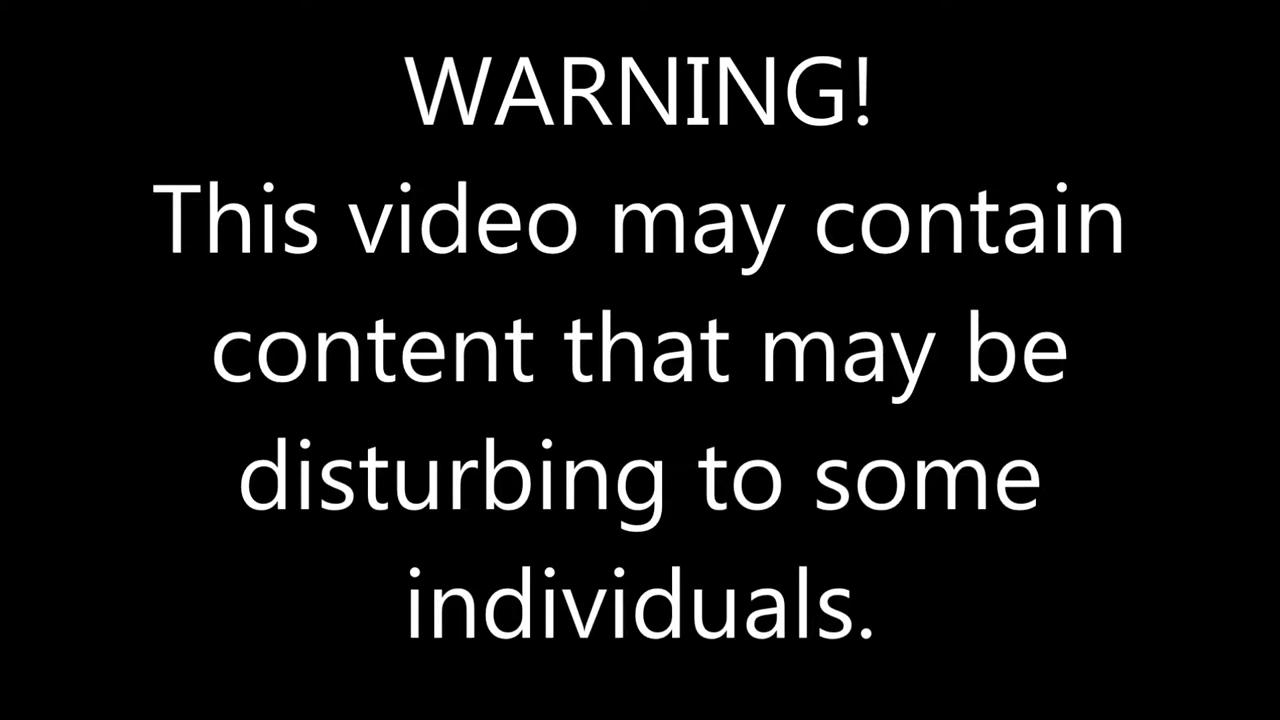 WARNING!
This video may contain
content that may be
disturbing to some
individuals.